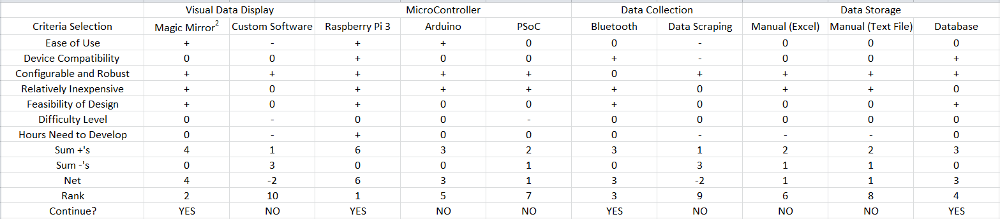 Visual Data Display MicroController Data Collection Data Storage
Criteria Selection Magic Mirror² Custom Software Raspberry Pi 3 Arduino PSoC Bluetooth Data Scraping Manual (Excel) Manual (Text File) Database
Ease of Use + - + + 0 0 - 0 0 0
Device Compatibility 0 0 + 0 0 + - 0 0 +
Configurable and Robust + + + + + 0 + + + +
Relatively Inexpensive + 0 + + + + 0 + + 0
Feasibility of Design + 0 + 0 0 + 0 0 0 +
Difficulty Level 0 - 0 0 - 0 0 0 0 0
Hours Need to Develop 0 - + 0 0 0 - - - 0
Sum +'s 4 1 6 3 2 3 1 2 2 3
Sum -'s 0 3 0 0 1 0 3 1 1 0
Net 4 -2 6 3 1 3 -2 1 1 3
Rank 2 10 1 5 7 3 9 6 8 4
Continue? YES NO YES NO NO YES NO NO NO YES